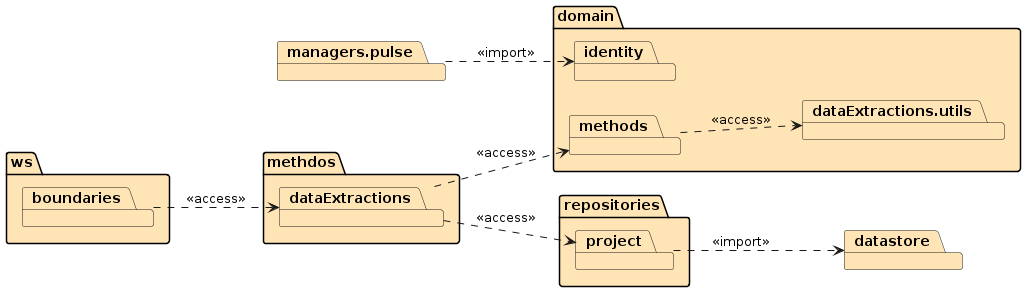 domain
managers.pulse
«import»
identity
dataExtractions.utils
«access»
methods
ws
methdos
«access»
boundaries
«access»
dataExtractions
repositories
«access»
project
«import»
datastore